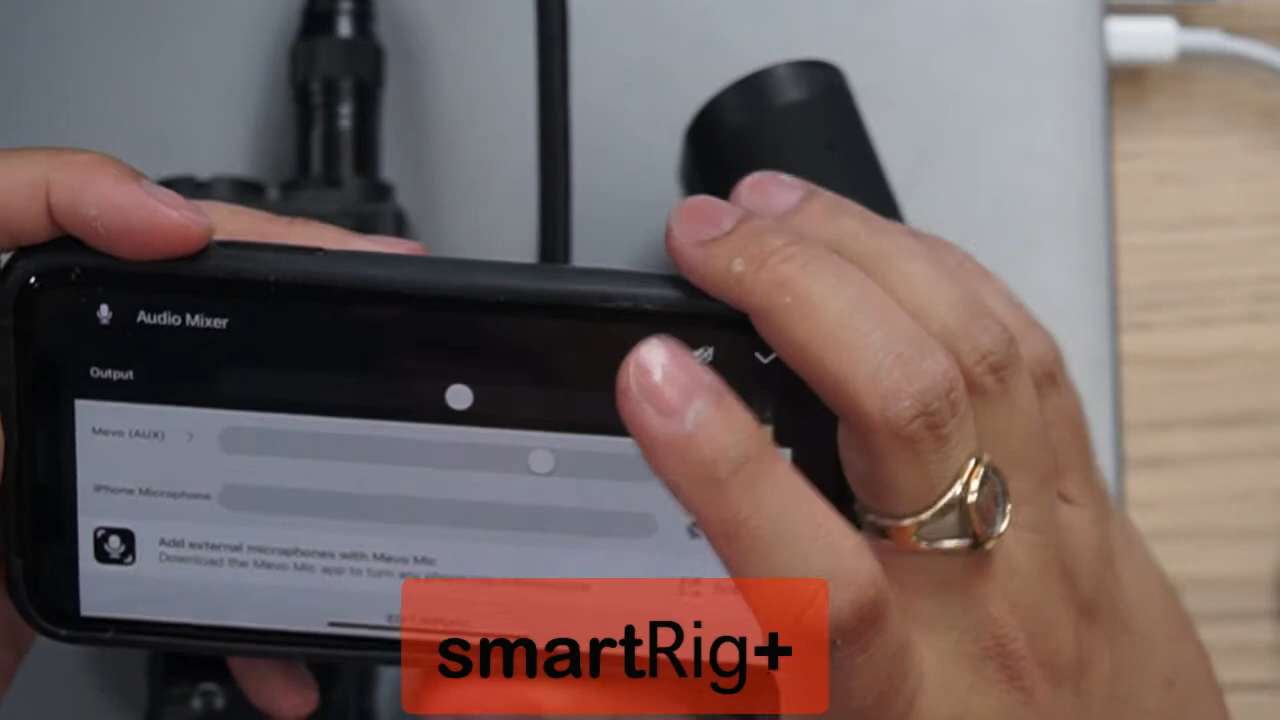 Audio Mixer
Output
Mevo (AUX)
iPhone Microphone
Add external microphones with Mevo Mic
Download the Mevo Mic app to turn any
smartRig+